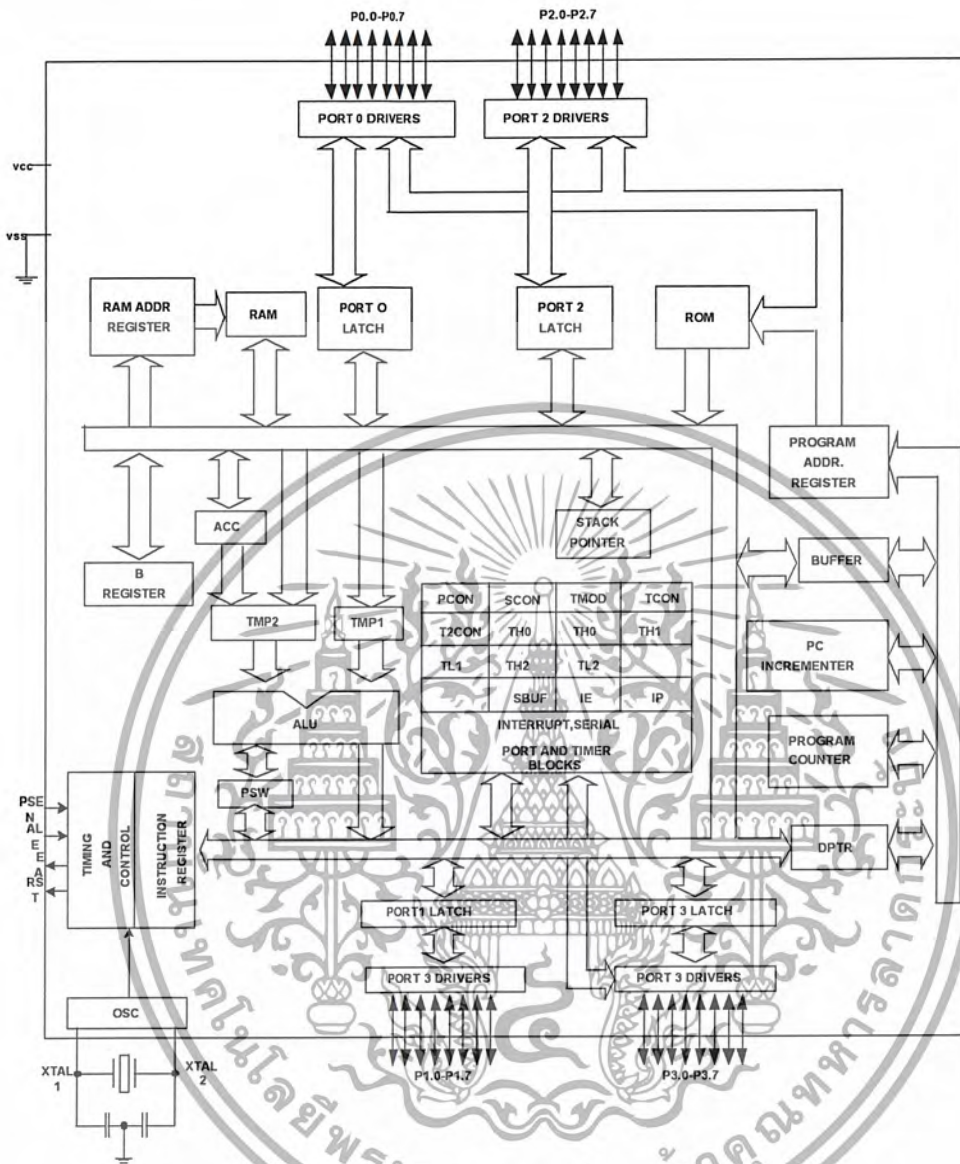 P0.0-P0.7
P2.0-P2.7
PORT 0 DRIVERS
PORT 2 DRIVERS
vcc
vss
RAM ADDR
REGISTER
RAM
PORT O
LATCH
PORT 2
LATCH
ROM
PROGRAM
ADDR.
REGISTER
ACC
STACK
POINTER
B
REGISTER
BUFFER
TMP2
TMP1
PCON SCON TMOD TCON
T2CON TH0 TH0 TH1
TL1 TH2 TL2
SBUF IE IP
INTERRUPT,SERIAL
PORT AND TIMER
BLOCKS
PC
INCREMENTER
ALU
PROGRAM
COUNTER
PSW
PSE
N
AL
E
E
A
RS
T
TIMING
AND
CONTROL
INSTRUCTION
REGISTER
DPTR
PORT1 LATCH
PORT 3 LATCH
PORT 3 DRIVERS
PORT 3 DRIVERS
OSC
XTAL
1
XTAL
2
P1.0-P1.7
P3.0-P3.7